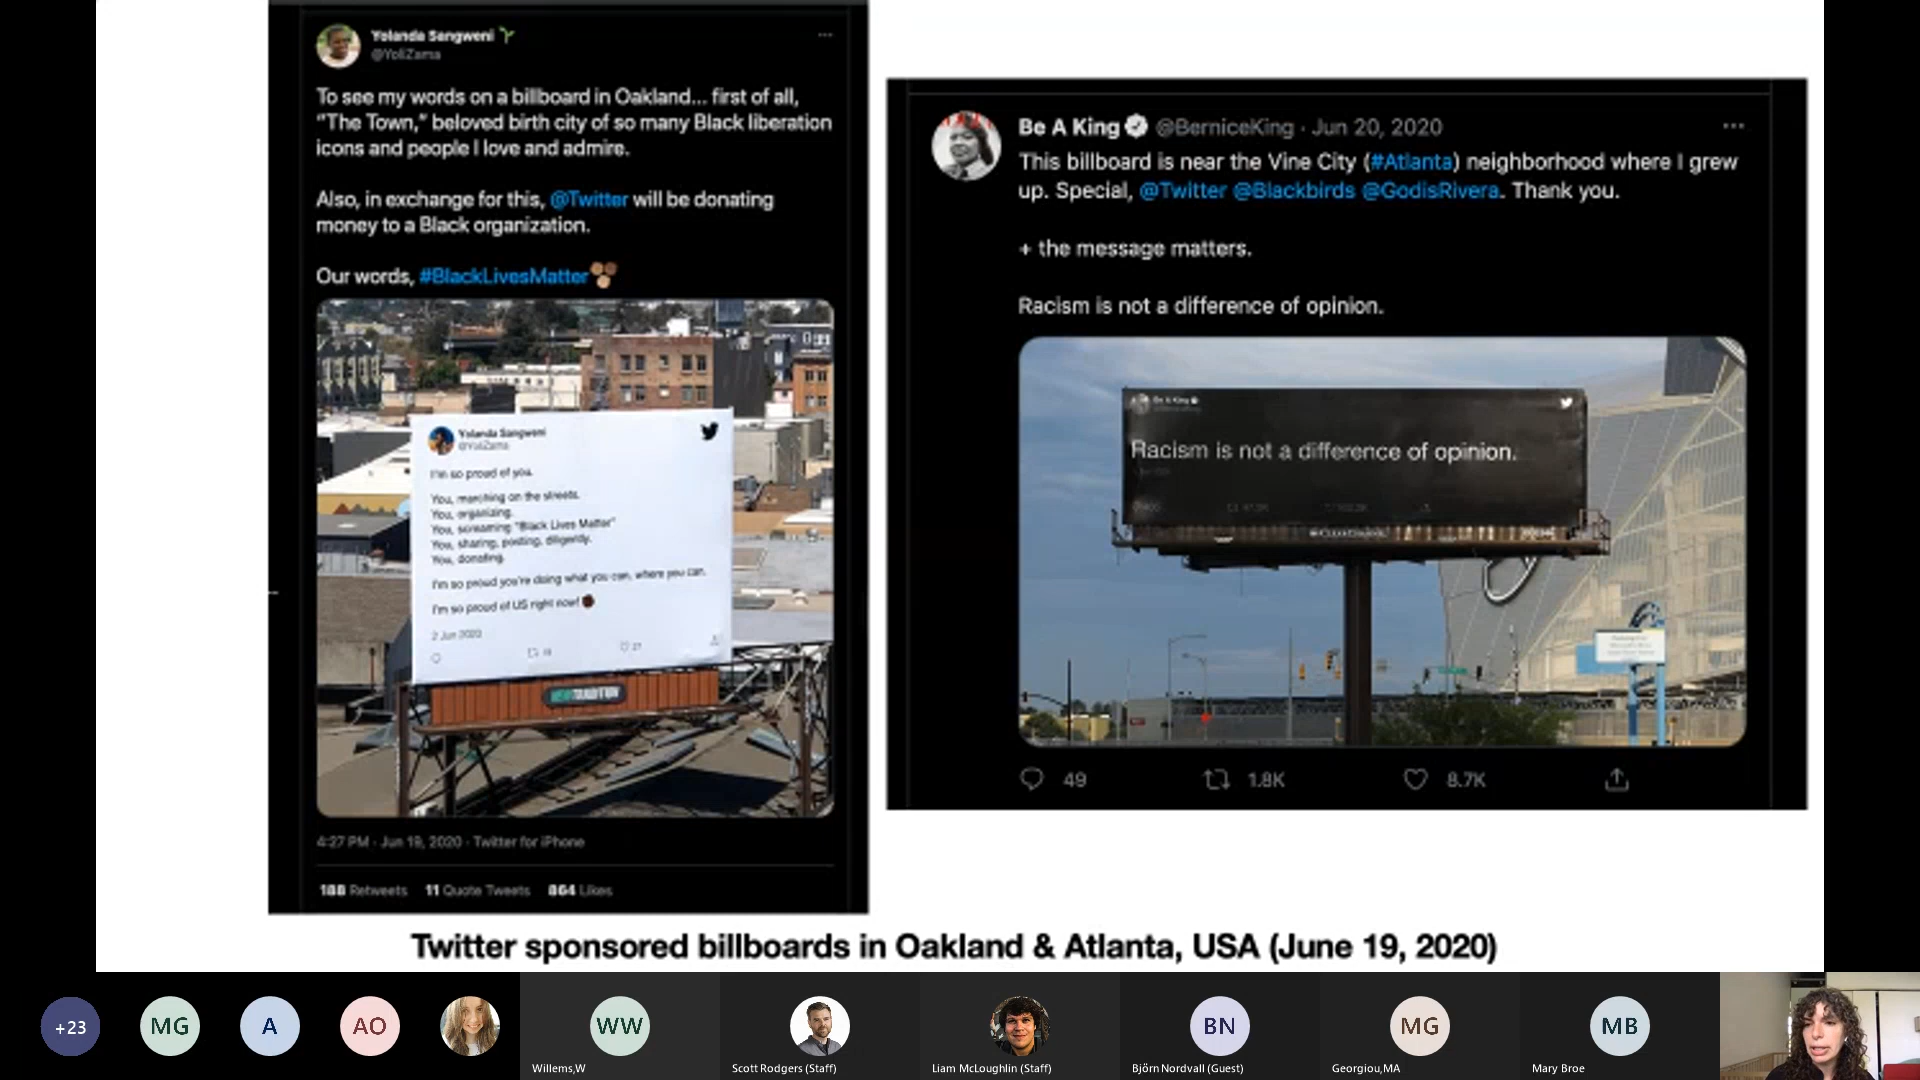 Yolanda Sangweni
@YoliZama
To see my words on a billboard in Oakland... first of all,
"The Town," beloved birth city of so many Black liberation
icons and people I love and admire.
Also, in exchange for this, @Twitter will be donating
money to a Black organization.
Our words, #BlackLivesMatter
Yolanda Sangweni
@YoliZama
I'm so proud of you.
You, marching on the streets.
You, organizing.
You, screaming "Black Lives Matter"
You, sharing, posting, diligently.
You, donating.
I'm so proud you're doing what you can, where you can.
I'm so proud of US right now!
2 Jun 2020
4:27 PM · Jun 19, 2020 · Twitter for iPhone
188 Retweets 11 Quote Tweets 864 Likes
Be A King @BerniceKing · Jun 20, 2020
This billboard is near the Vine City (#Atlanta) neighborhood where I grew
up. Special, @Twitter @Blackbirds @GodisRivera. Thank you.
+ the message matters.
Racism is not a difference of opinion.
Be A King
Racism is not a difference of opinion.
49 1.8K 8.7K
Twitter sponsored billboards in Oakland & Atlanta, USA (June 19, 2020)
+23 MG A AO WW BN MG MB
Willems,W
Scott Rodgers (Staff)
Liam McLoughlin (Staff)
Björn Nordvall (Guest)
Georgiou,MA
Mary Broe